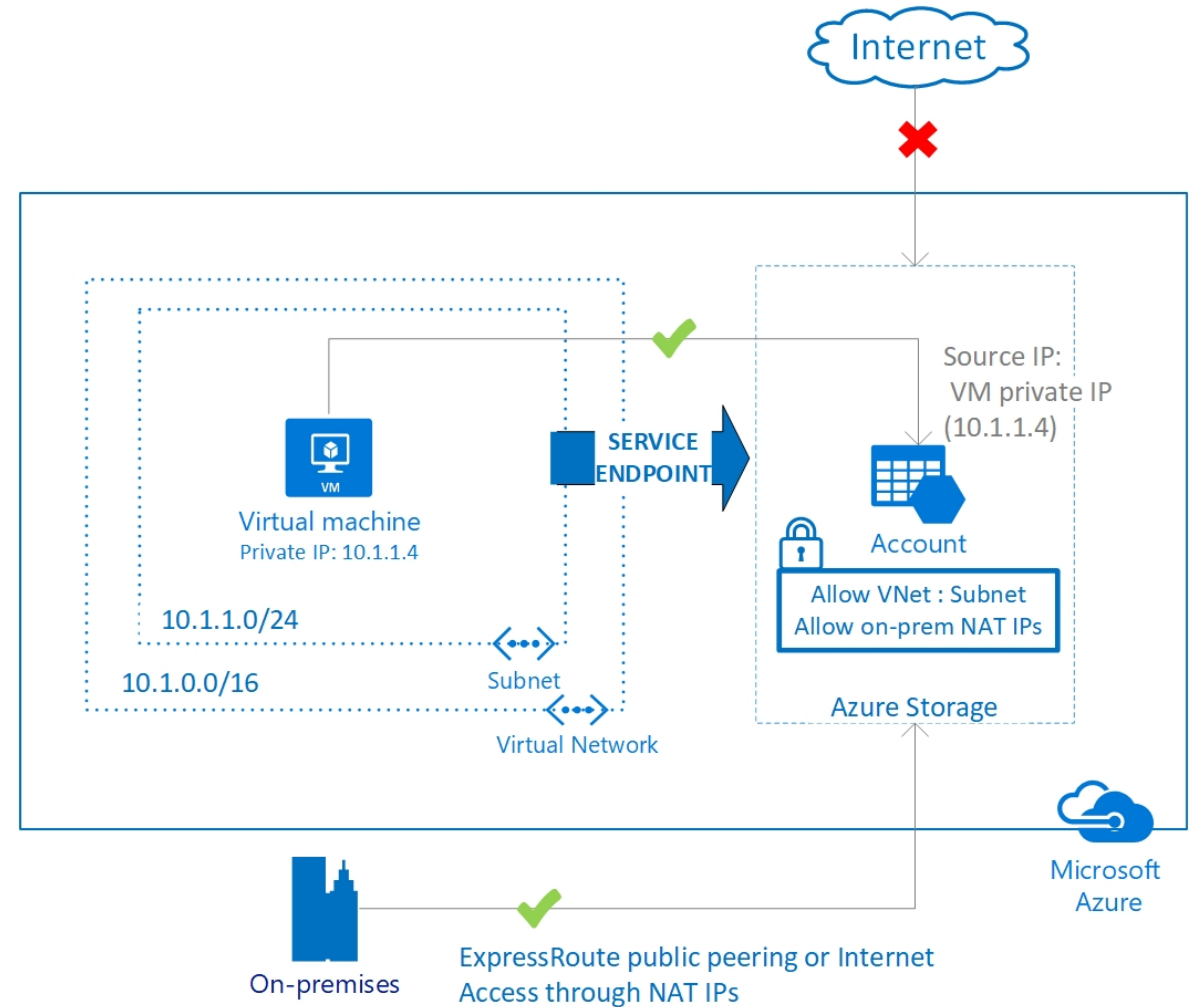 Internet
Source IP:
VM private IP
(10.1.1.4)
SERVICE
ENDPOINT
VM
Virtual machine
Private IP: 10.1.1.4
Account
Allow VNet : Subnet
Allow on-prem NAT IPs
10.1.1.0/24
10.1.0.0/16
Subnet
Azure Storage
Virtual Network
Microsoft
Azure
On-premises
ExpressRoute public peering or Internet
Access through NAT IPs